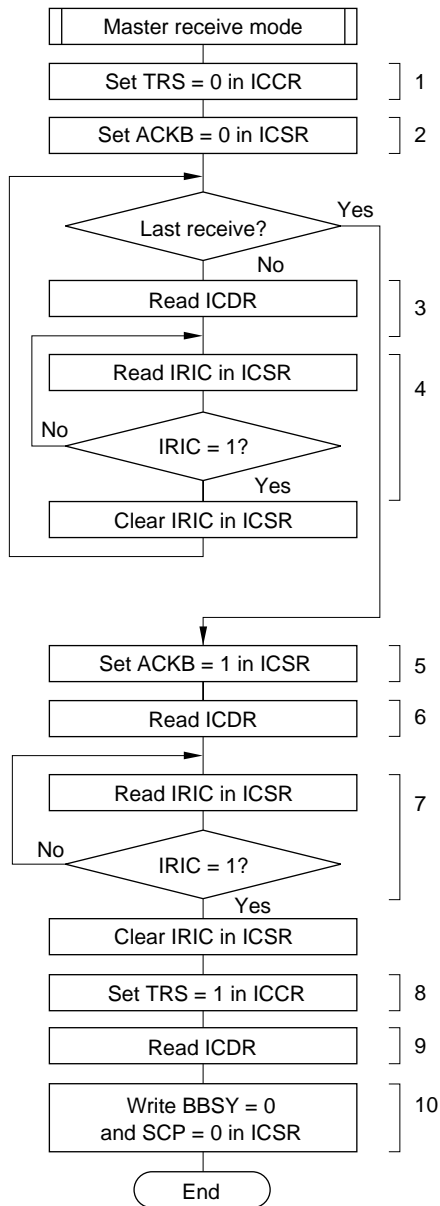 Master receive mode
Set TRS = 0 in ICCR
1
Set ACKB = 0 in ICSR
2
Last receive?
Yes
No
Read ICDR
3
Read IRIC in ICSR
4
No
IRIC = 1?
Yes
Clear IRIC in ICSR
Set ACKB = 1 in ICSR
5
Read ICDR
6
Read IRIC in ICSR
7
No
IRIC = 1?
Yes
Clear IRIC in ICSR
Set TRS = 1 in ICCR
8
Read ICDR
9
Write BBSY = 0
10
and SCP = 0 in ICSR
End